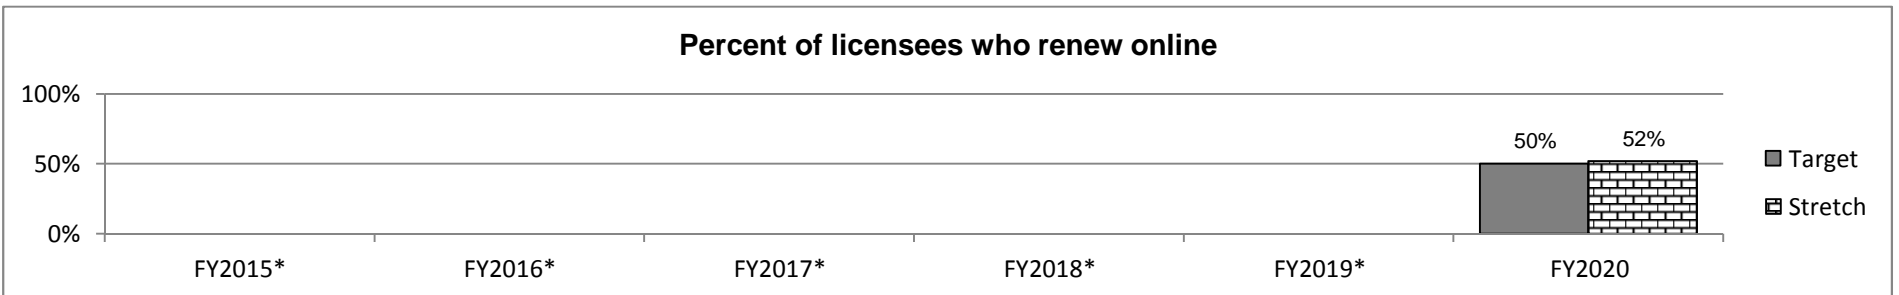 Percent of licensees who renew online
100%
50%
0%
50%
52%
Target
Stretch
FY2015*
FY2016*
FY2017*
FY2018*
FY2019*
FY2020